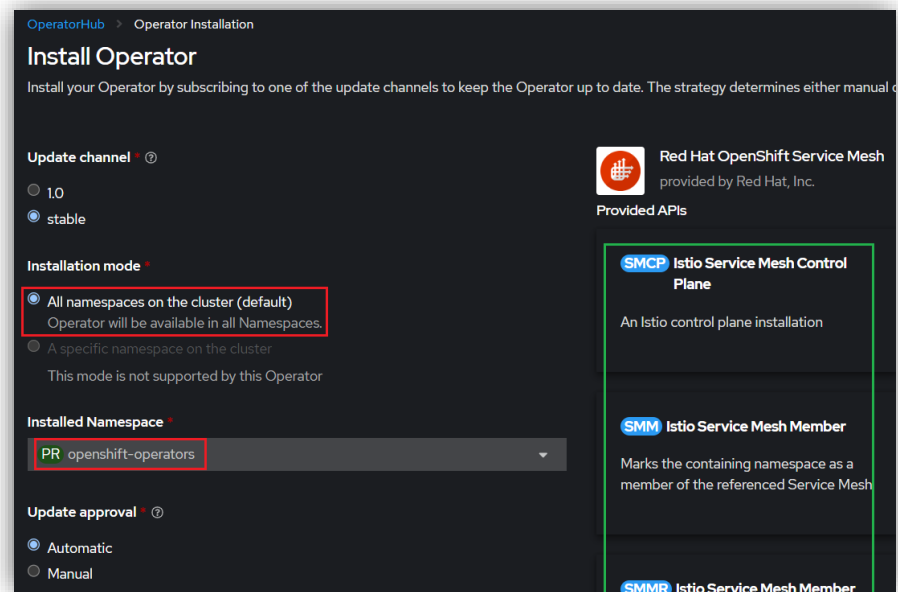 OperatorHub > Operator Installation
Install Operator
Install your Operator by subscribing to one of the update channels to keep the Operator up to date. The strategy determines either manual
Update channel *
1.0
stable
Installation mode *
All namespaces on the cluster (default)
Operator will be available in all Namespaces.
A specific namespace on the cluster
This mode is not supported by this Operator
Installed Namespace *
PR openshift-operators
Update approval *
Automatic
Manual
Red Hat OpenShift Service Mesh
provided by Red Hat, Inc.
Provided APIs
SMCP Istio Service Mesh Control
Plane
An Istio control plane installation
SMM Istio Service Mesh Member
Marks the containing namespace as a
member of the referenced Service Mesh
SMMR Istio Service Mesh Member